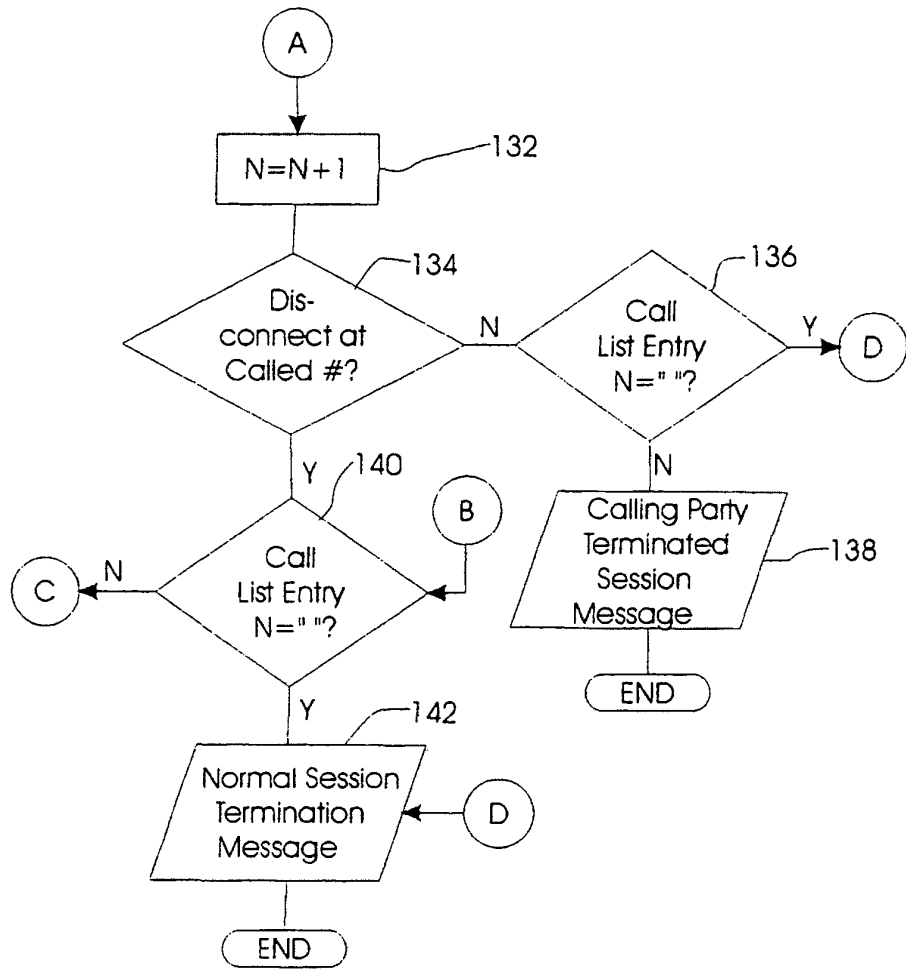 A
N=N+1
132
134
Dis-
connect at
Called #?
N
136
Call
List Entry
N=" "?
Y
D
Y
140
N
B
Call
List Entry
N=" "?
N
C
Calling Party
Terminated
Session
Message
138
END
Y
142
Normal Session
Termination
Message
D
END